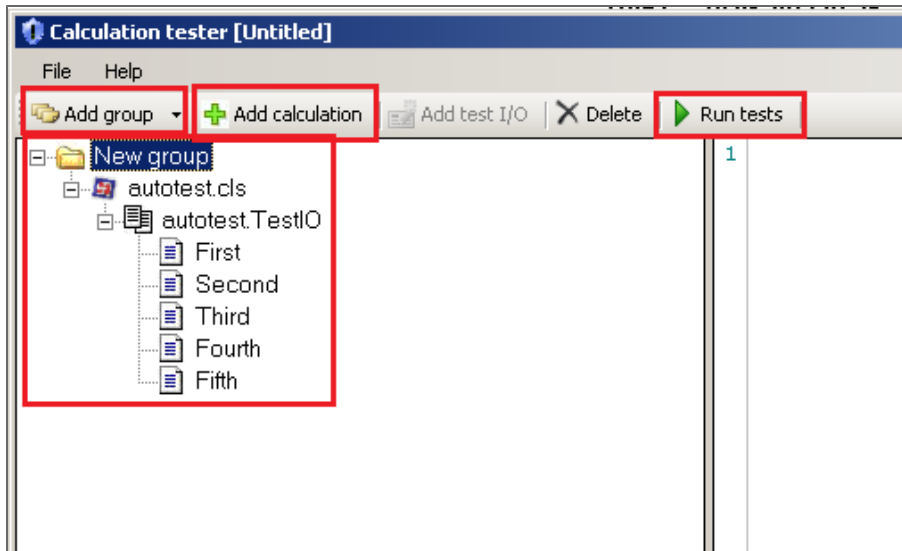 Calculation tester [Untitled]
File Help
Add group Add calculation Add test I/O Delete Run tests
New group 1
autotest.cls
autotest.TestIO
First
Second
Third
Fourth
Fifth